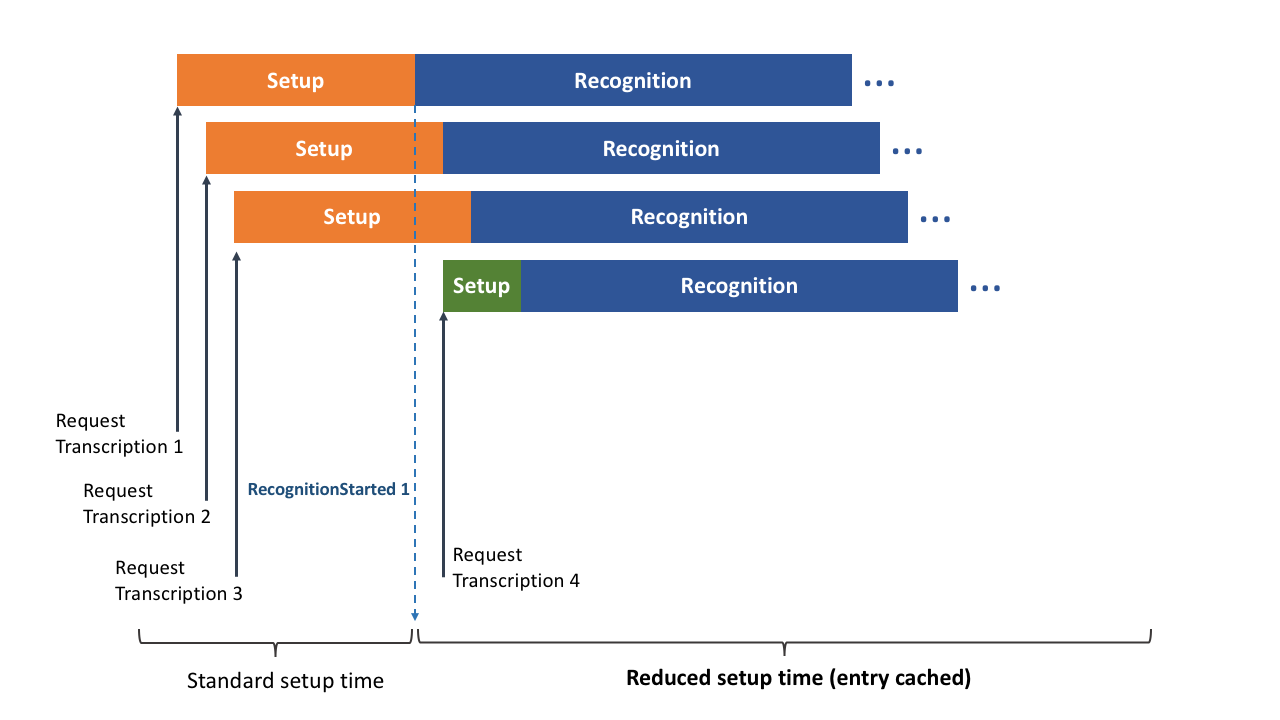 Setup
Recognition
...
Setup
Recognition
...
Setup
Recognition
...
Setup
Recognition
...
Request
Transcription 1
Request
Transcription 2
RecognitionStarted 1
Request
Transcription 3
Request
Transcription 4
Standard setup time
Reduced setup time (entry cached)